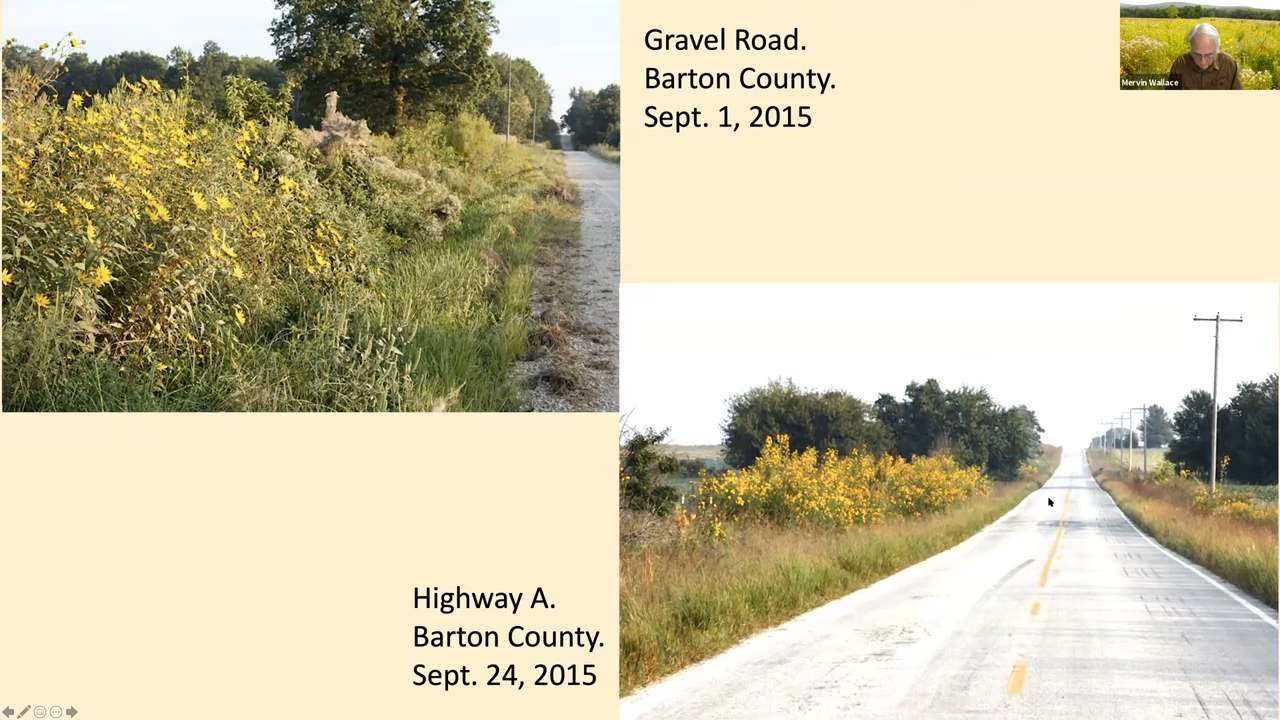 Gravel Road.
Barton County.
Sept. 1, 2015
Mervin Wallace
Highway A.
Barton County.
Sept. 24, 2015